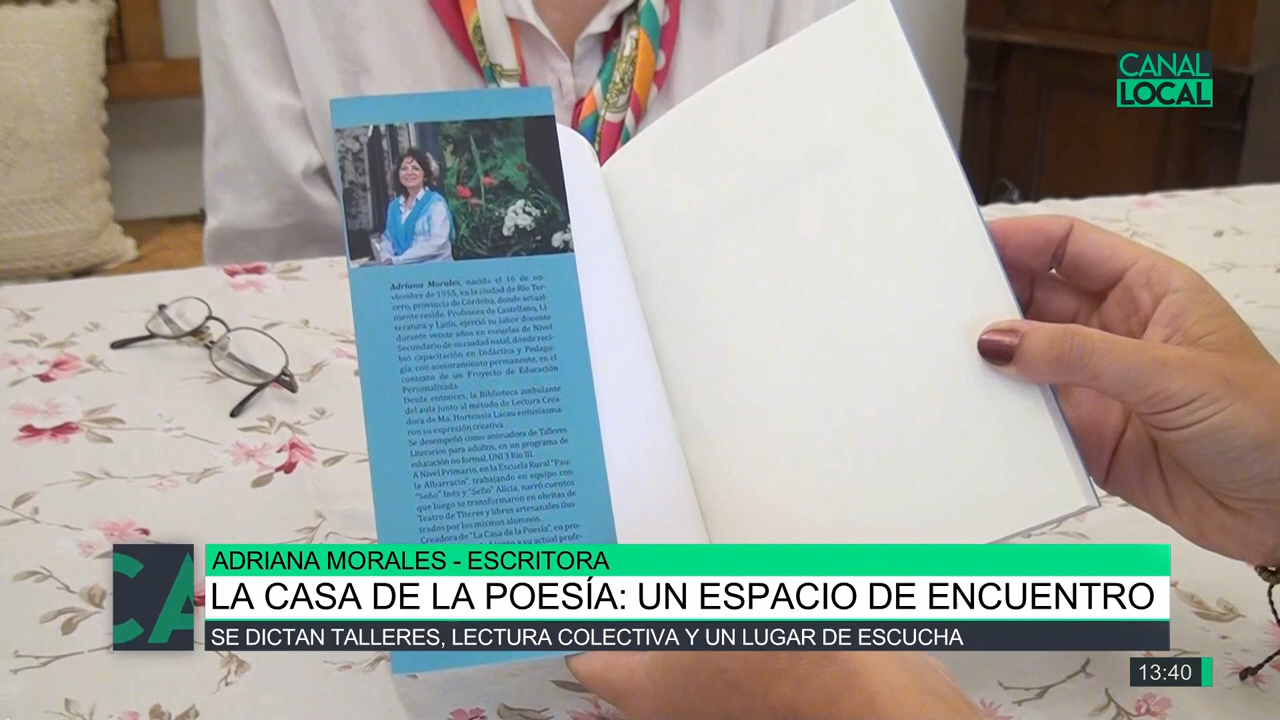 CANAL
LOCAL
Adriana Morales, nacida el 16 de no-
viembre de 1955, en la ciudad de Río Ter-
cero, provincia de Córdoba, donde actual-
mente reside. Profesora de Castellano, Li-
teratura y Latín, ejerció su labor docente
durante veinte años en escuelas de Nivel
Secundario de su ciudad natal, donde reci-
bió capacitación en Didáctica y Pedago-
gía, con asesoramiento permanente, en el
contexto de un Proyecto de Educación
Personalizada.
Desde entonces, la Biblioteca ambulante
del aula junto al método de Lectura Crea-
dora de Ma. Hortensia Lacau entusiasma-
ron su expresión creativa.
Se desempeñó como animadora de Talleres
Literarios para adultos, en un programa de
educación no formal, UNI 3 Río III.
A Nivel Primario, en la Escuela Rural "Pau-
la Albarracín", trabajando en equipo con
"Seño" Inés y "Seño" Alicia, narró cuentos
que luego se transformaron en obritas de
Teatro de Títeres y libros artesanales ilus-
trados por los mismos alumnos.
Creadora de "La Casa de la Poesía", en pro-
junto a su actual profe-
CA
ADRIANA MORALES - ESCRITORA
LA CASA DE LA POESÍA: UN ESPACIO DE ENCUENTRO
SE DICTAN TALLERES, LECTURA COLECTIVA Y UN LUGAR DE ESCUCHA
13:40